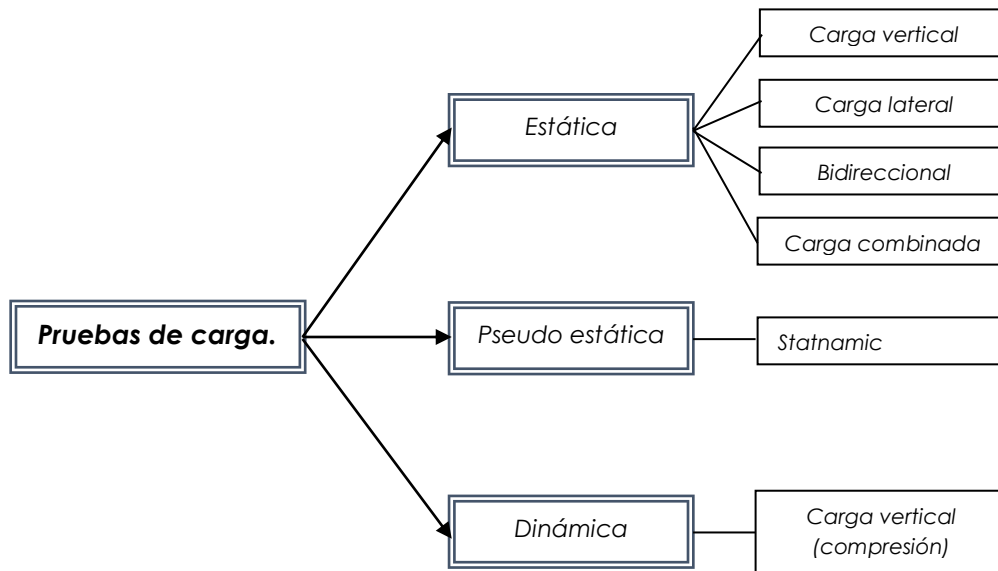 Pruebas de carga.
Estática
Carga vertical
Carga lateral
Bidireccional
Carga combinada
Pseudo estática
Statnamic
Dinámica
Carga vertical
(compresión)